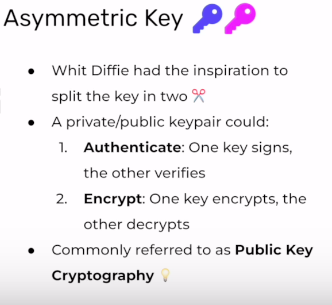 Asymmetric Key 🔑🔑
● Whit Diffie had the inspiration to
split the key in two ✂️
● A private/public keypair could:
1. Authenticate: One key signs,
the other verifies
2. Encrypt: One key encrypts, the
other decrypts
● Commonly referred to as Public Key
Cryptography 💡